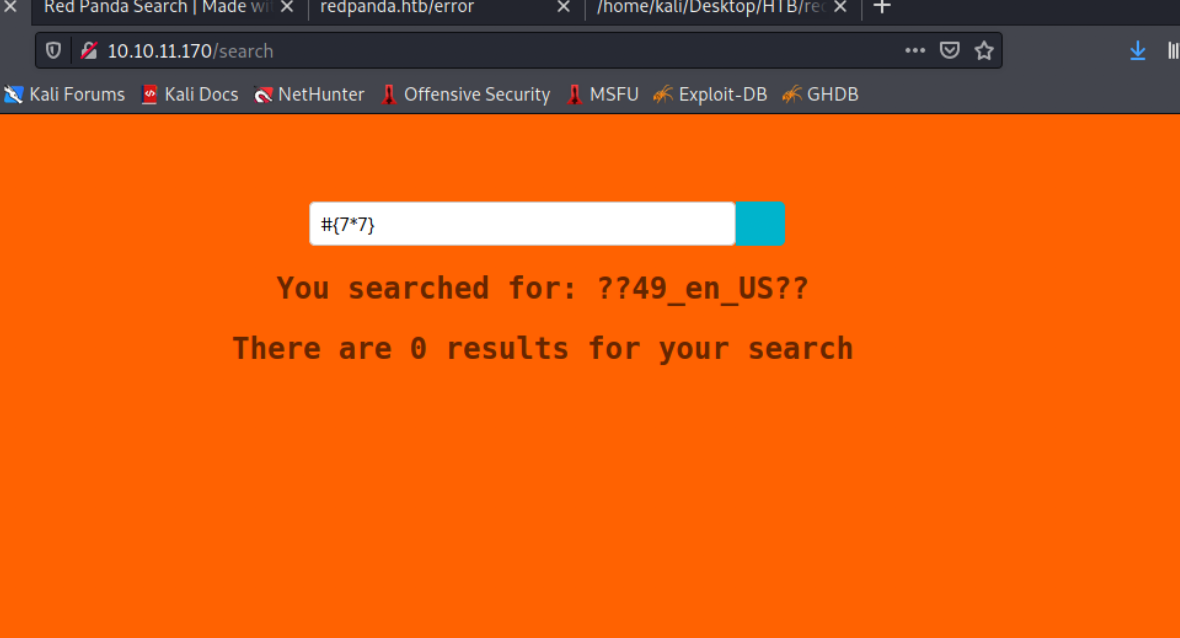 Red Panda Search | Made wi
redpanda.htb/error
/home/kali/Desktop/HTB/re
10.10.11.170/search
Kali Forums Kali Docs NetHunter Offensive Security MSFU Exploit-DB GHDB
#{7*7}
You searched for: ??49_en_US??
There are 0 results for your search